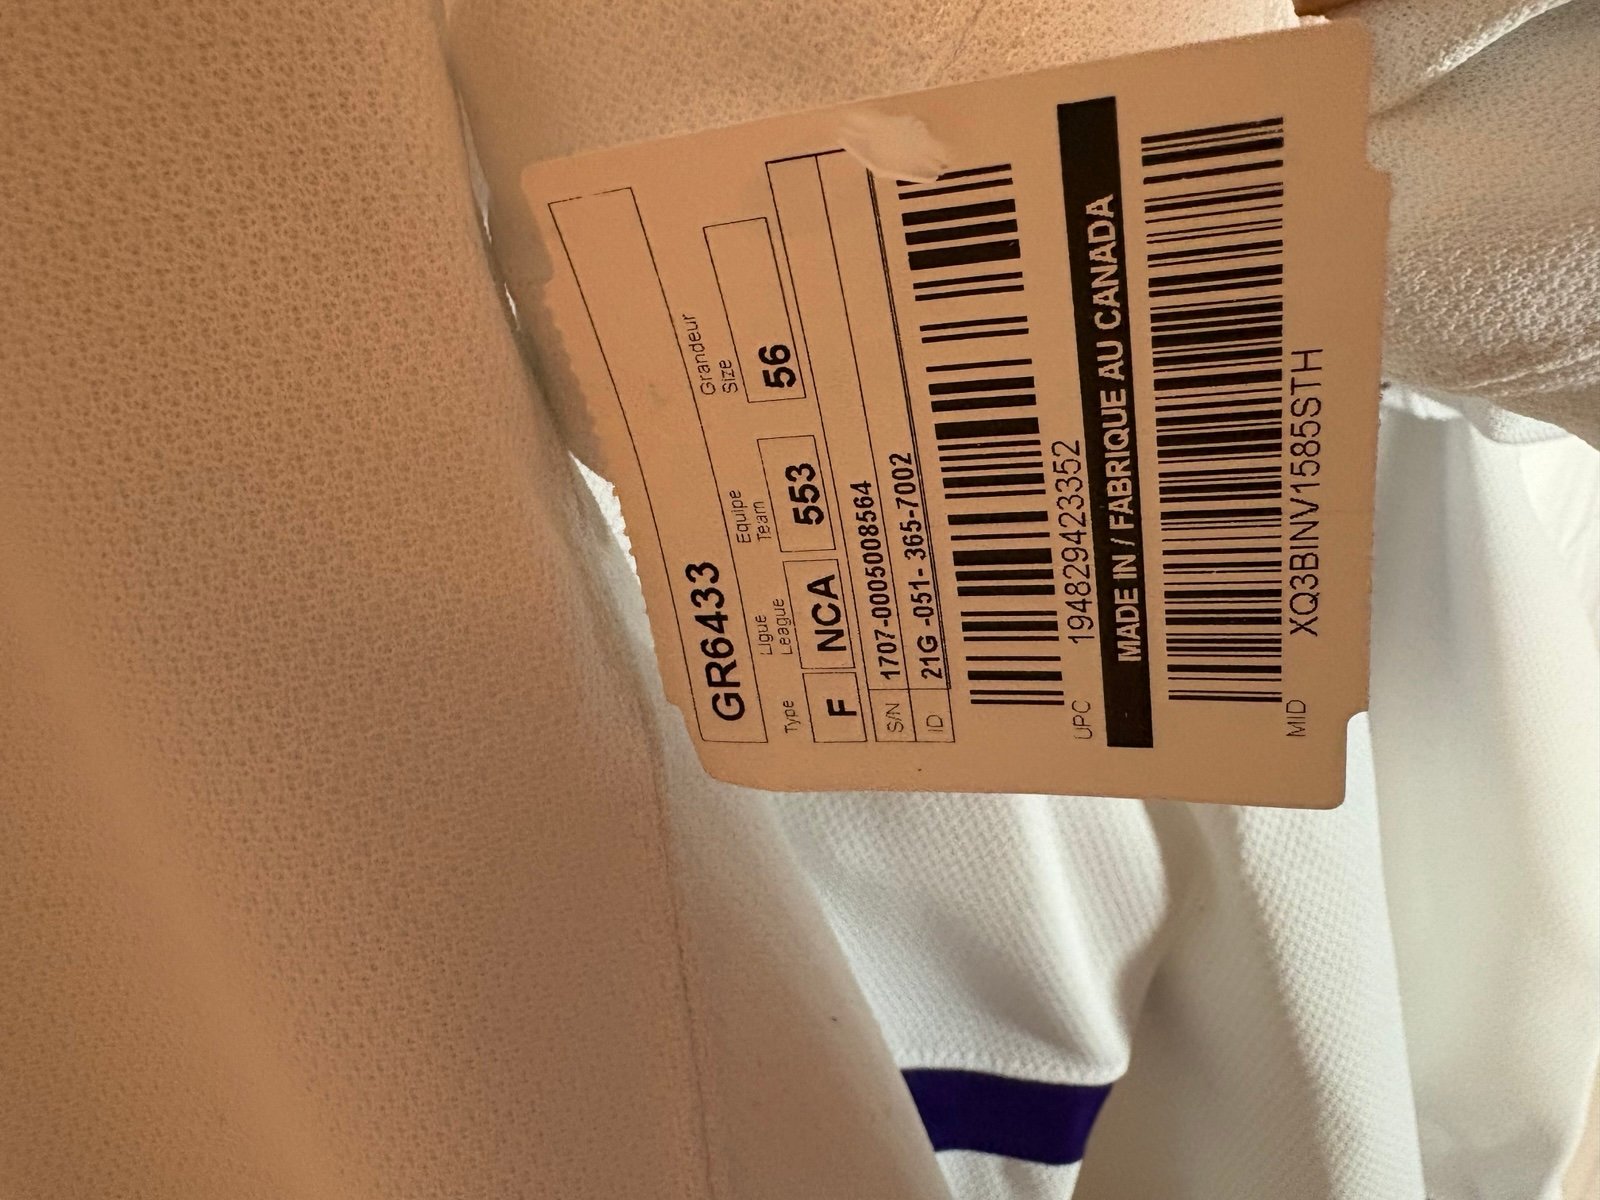 GR6433
Type
Ligue
League
Equipe
Team
Grandeur
Size
F
NCA
553
56
S/N 1707-0005008564
ID 21G -051- 365-7002
UPC 194829423352
MADE IN / FABRIQUE AU CANADA
MID XQ3BINV1585STH